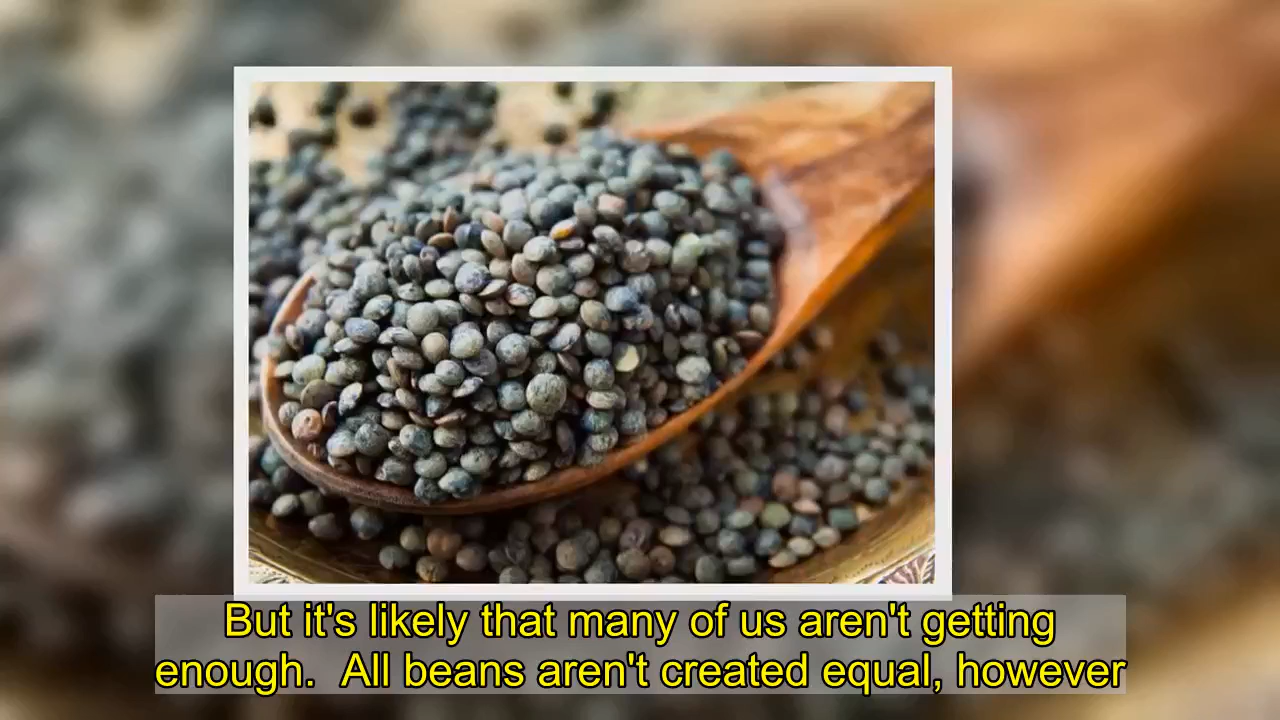 But it's likely that many of us aren't getting
enough.  All beans aren't created equal, however